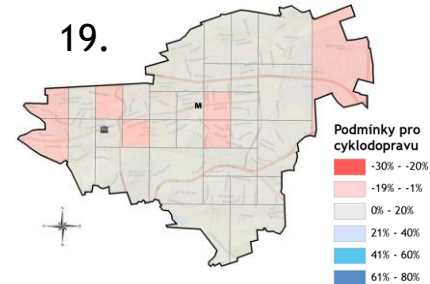 19.
M
Podmínky pro
cyklodopravu
-30% - -20%
-19% - -1%
0% - 20%
21% - 40%
41% - 60%
61% - 80%